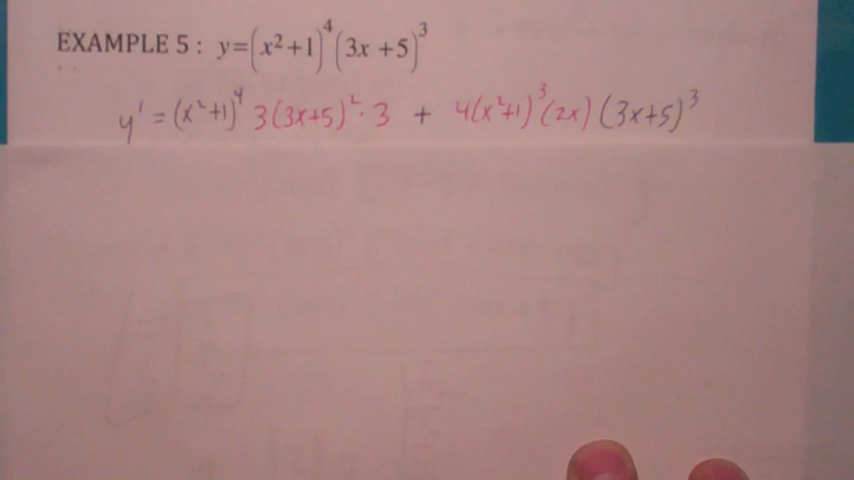 EXAMPLE 5 : y=(x²+1)⁴(3x +5)³
y' = (x²+1)⁴ 3(3x+5)² · 3 + 4(x²+1)³(2x) (3x+5)³